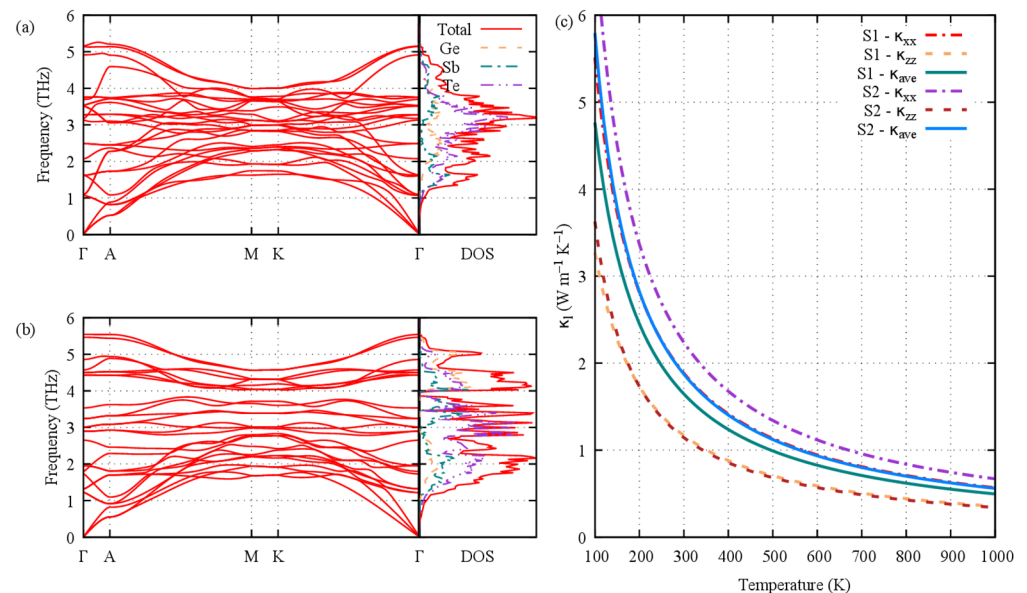 (a)
Frequency (THz)
6
5
4
3
2
1
0
Γ A M K Γ DOS
Total
Ge
Sb
Te
(b)
Frequency (THz)
6
5
4
3
2
1
0
Γ A M K Γ DOS
(c)
κl (W m−1 K−1)
6
5
4
3
2
1
0
S1 - κxx
S1 - κzz
S1 - κave
S2 - κxx
S2 - κzz
S2 - κave
100 200 300 400 500 600 700 800 900 1000
Temperature (K)